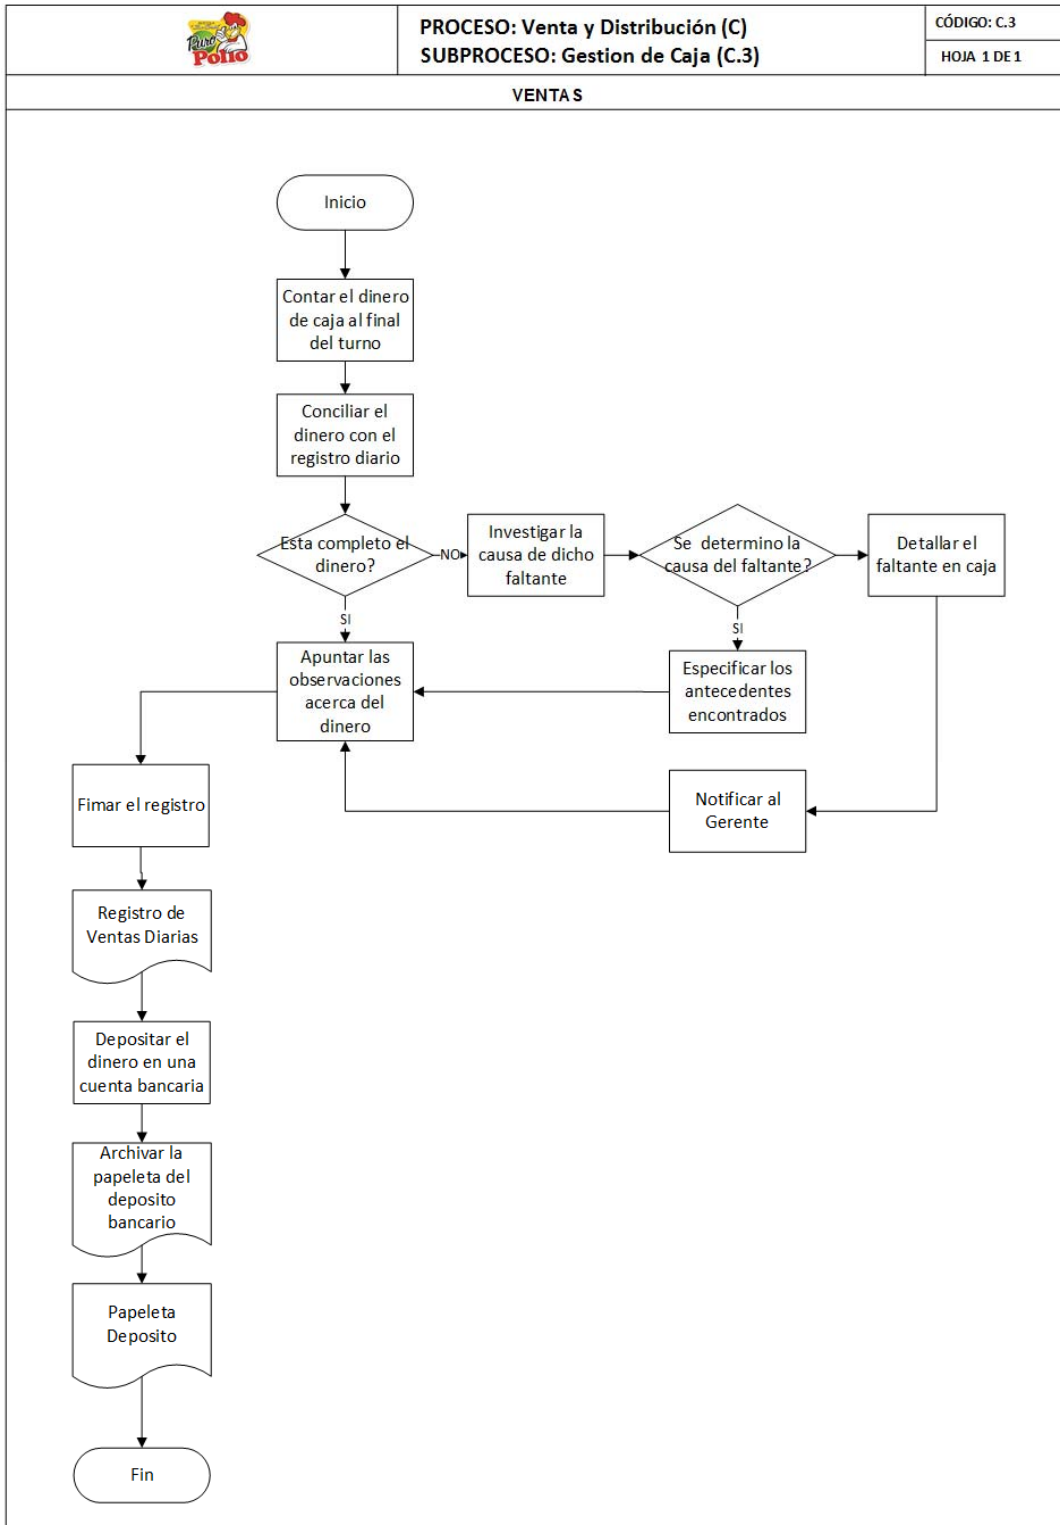 Puro
Pollo
PROCESO: Venta y Distribución (C)
SUBPROCESO: Gestion de Caja (C.3)
CÓDIGO: C.3
HOJA 1 DE 1
VENTAS
Inicio
Contar el dinero
de caja al final
del turno
Conciliar el
dinero con el
registro diario
Esta completo el
dinero?
NO
Investigar la
causa de dicho
faltante
Se determino la
causa del faltante?
Detallar el
faltante en caja
SI
SI
Apuntar las
observaciones
acerca del
dinero
Especificar los
antecedentes
encontrados
Notificar al
Gerente
Fimar el registro
Registro de
Ventas Diarias
Depositar el
dinero en una
cuenta bancaria
Archivar la
papeleta del
deposito
bancario
Papeleta
Deposito
Fin